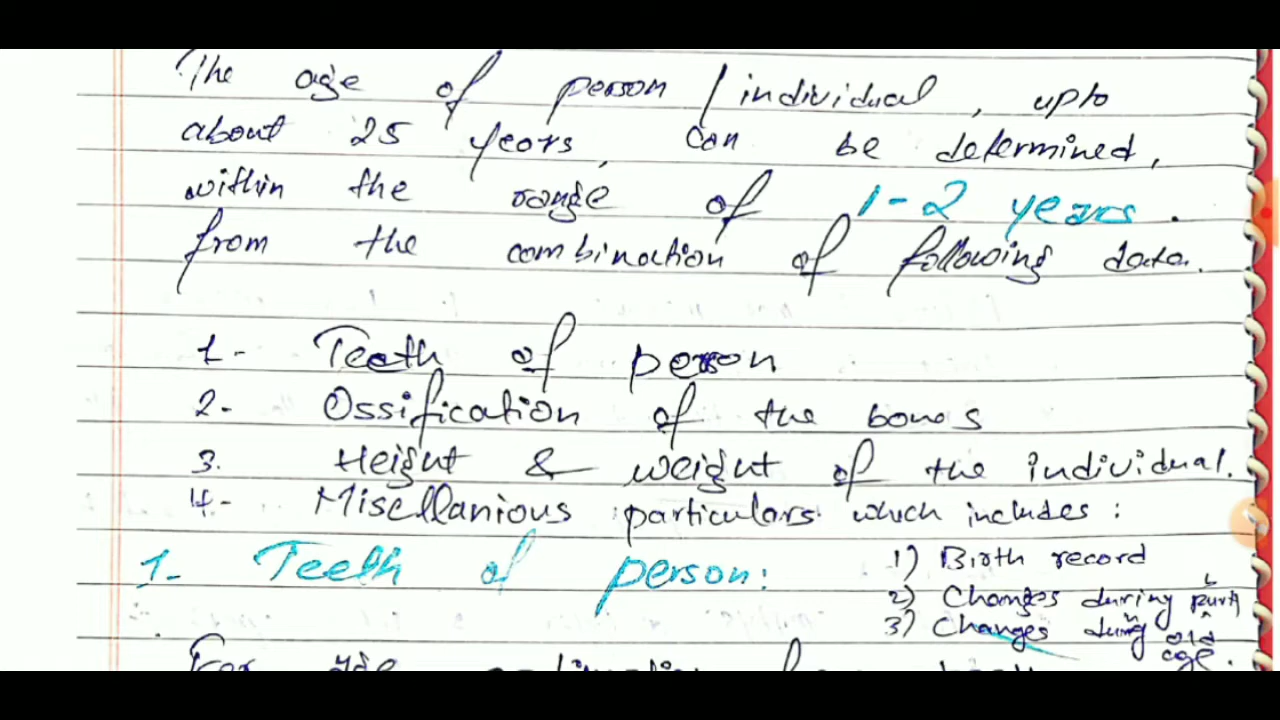 The age of person / individual, upto
about 25 years, can be determined,
within the range of 1-2 years.
from the combination of following data.
1- Teeth of person
2- Ossification of the bones
3. Height & weight of the individual.
4- Miscellanious particulars which includes:
1) Birth record
2) Changes during
3) Changes during old
age.
1- Teeth of person:
For age